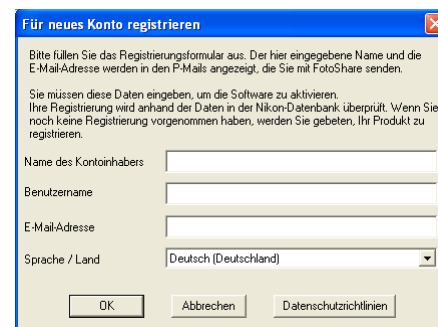 Für neues Konto registrieren
Bitte füllen Sie das Registrierungsformular aus. Der hier eingegebene Name und die
E-Mail-Adresse werden in den P-Mails angezeigt, die Sie mit FotoShare senden.
Sie müssen diese Daten eingeben, um die Software zu aktivieren.
Ihre Registrierung wird anhand der Daten in der Nikon-Datenbank überprüft. Wenn Sie
noch keine Registrierung vorgenommen haben, werden Sie gebeten, Ihr Produkt zu
registrieren.
Name des Kontoinhabers
Benutzername
E-Mail-Adresse
Sprache / Land Deutsch (Deutschland)
OK Abbrechen Datenschutzrichtlinien